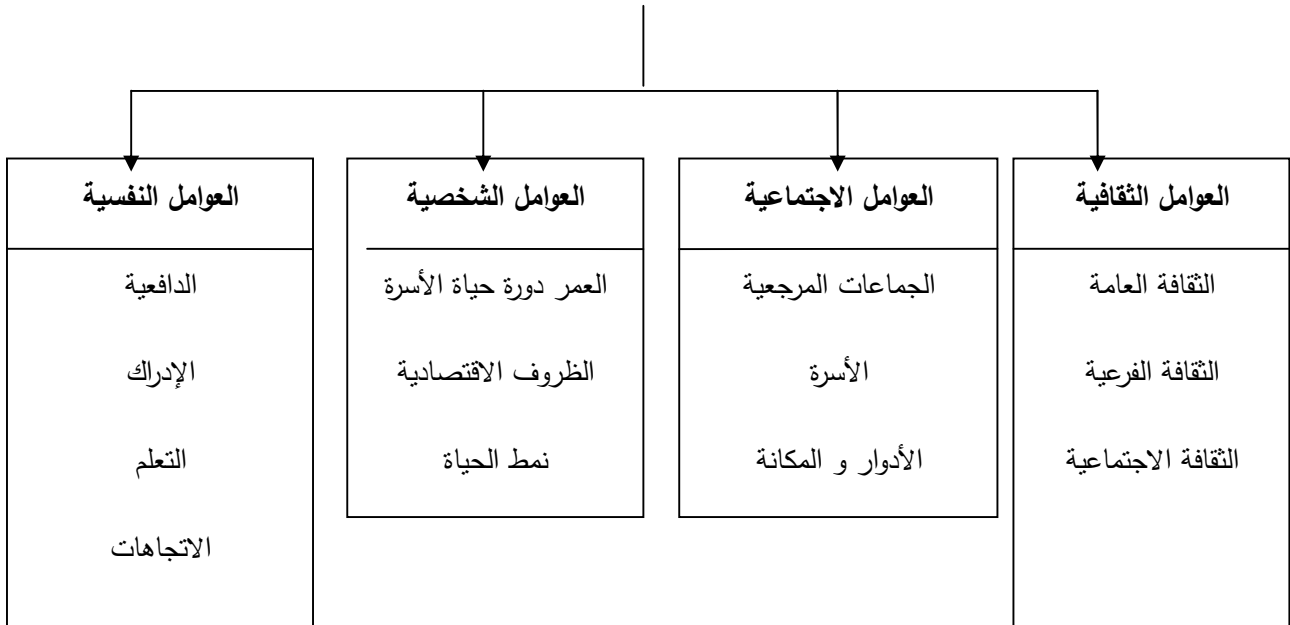 العوامل الثقافية
الثقافة العامة
الثقافة الفرعية
الثقافة الاجتماعية
العوامل الاجتماعية
الجماعات المرجعية
الأسرة
الأدوار و المكانة
العوامل الشخصية
العمر دورة حياة الأسرة
الظروف الاقتصادية
نمط الحياة
العوامل النفسية
الدافعية
الإدراك
التعلم
الاتجاهات